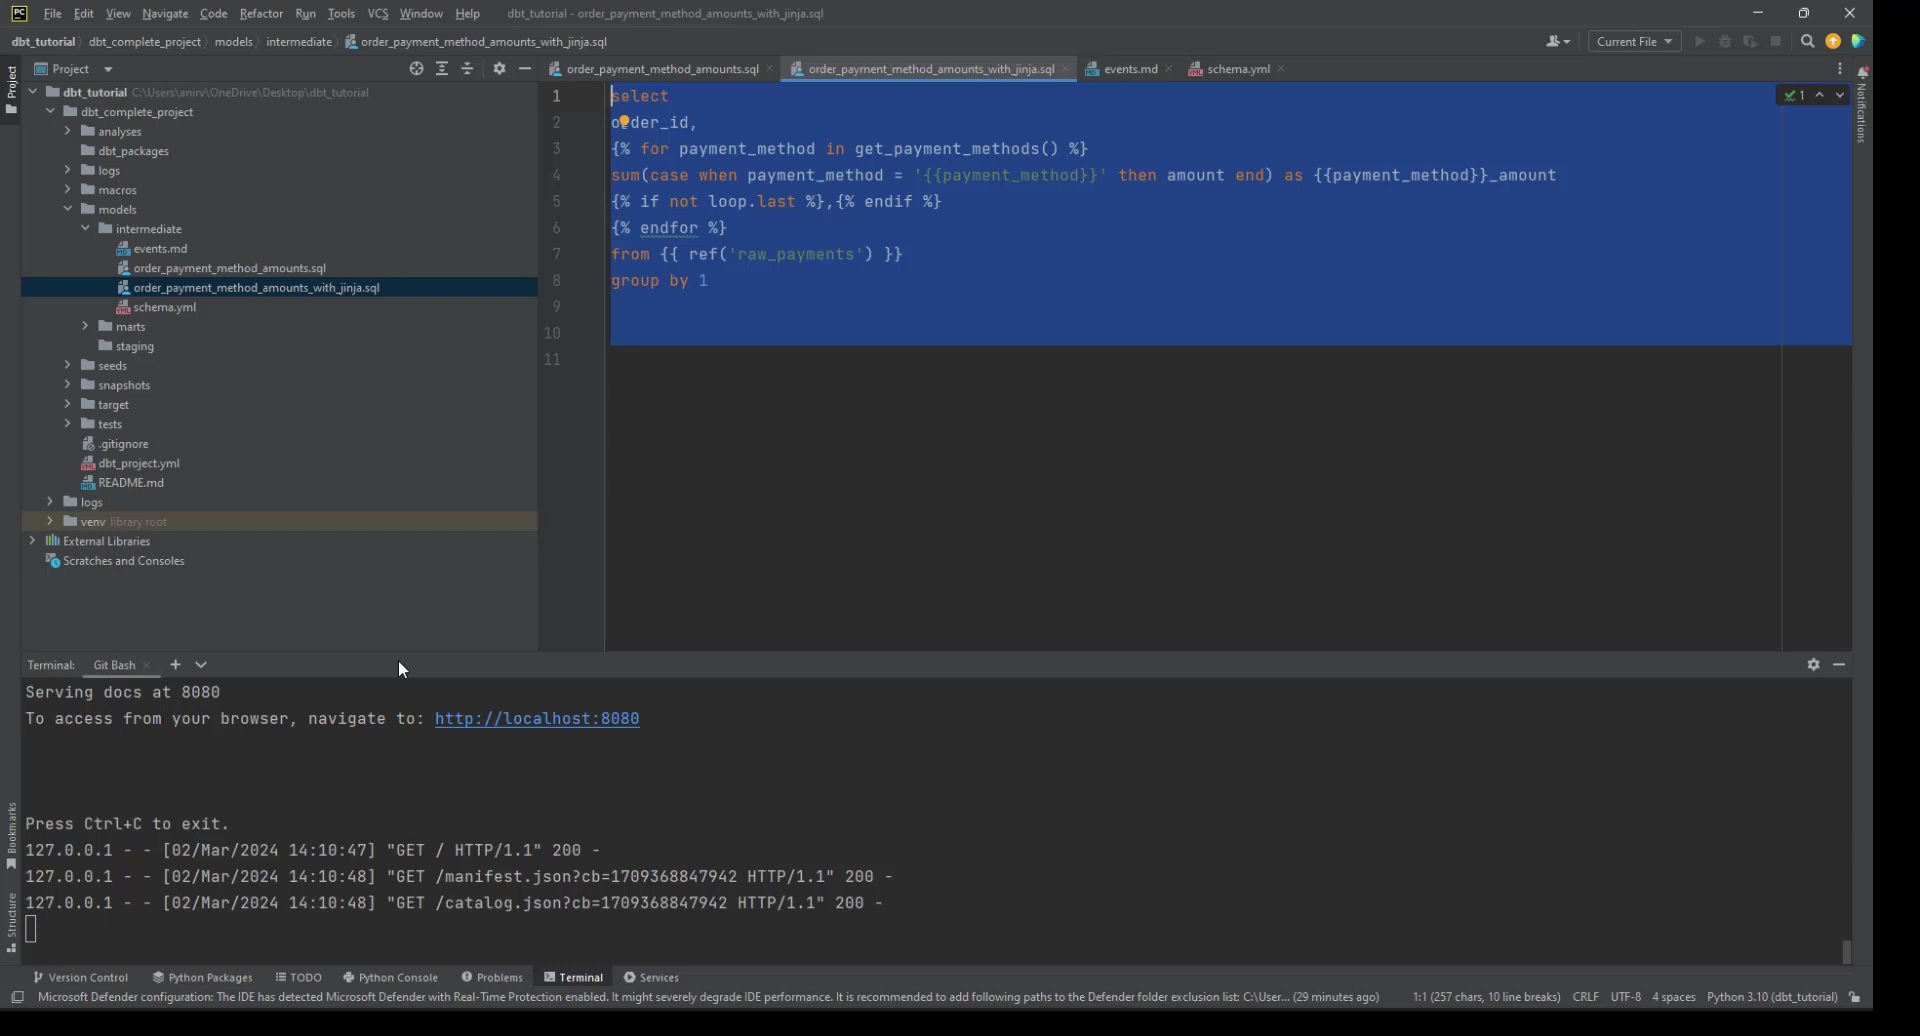 PC File Edit View Navigate Code Refactor Run Tools VCS Window Help dbt_tutorial - order_payment_method_amounts_with_jinja.sql
dbt_tutorial dbt_complete_project models intermediate order_payment_method_amounts_with_jinja.sql Current File
Project
Project
order_payment_method_amounts.sql order_payment_method_amounts_with_jinja.sql events.md schema.yml
Notifications
dbt_tutorial C:\Users\anirv\OneDrive\Desktop\dbt_tutorial
dbt_complete_project
analyses
dbt_packages
logs
macros
models
intermediate
events.md
order_payment_method_amounts.sql
order_payment_method_amounts_with_jinja.sql
schema.yml
marts
staging
seeds
snapshots
target
tests
.gitignore
dbt_project.yml
README.md
logs
venv library root
External Libraries
Scratches and Consoles
1 select
2 order_id,
3 {% for payment_method in get_payment_methods() %}
4 sum(case when payment_method = '{{payment_method}}' then amount end) as {{payment_method}}_amount
5 {% if not loop.last %},{% endif %}
6 {% endfor %}
7 from {{ ref('raw_payments') }}
8 group by 1
9
10
11
1
Terminal: Git Bash
Serving docs at 8080
To access from your browser, navigate to: http://localhost:8080
Press Ctrl+C to exit.
127.0.0.1 - - [02/Mar/2024 14:10:47] "GET / HTTP/1.1" 200 -
127.0.0.1 - - [02/Mar/2024 14:10:48] "GET /manifest.json?cb=1709368847942 HTTP/1.1" 200 -
127.0.0.1 - - [02/Mar/2024 14:10:48] "GET /catalog.json?cb=1709368847942 HTTP/1.1" 200 -
Bookmarks
Structure
Version Control Python Packages TODO Python Console Problems Terminal Services
Microsoft Defender configuration: The IDE has detected Microsoft Defender with Real-Time Protection enabled. It might severely degrade IDE performance. It is recommended to add following paths to the Defender folder exclusion list: C:\User... (29 minutes ago) 1:1 (257 chars, 10 line breaks) CRLF UTF-8 4 spaces Python 3.10 (dbt_tutorial)